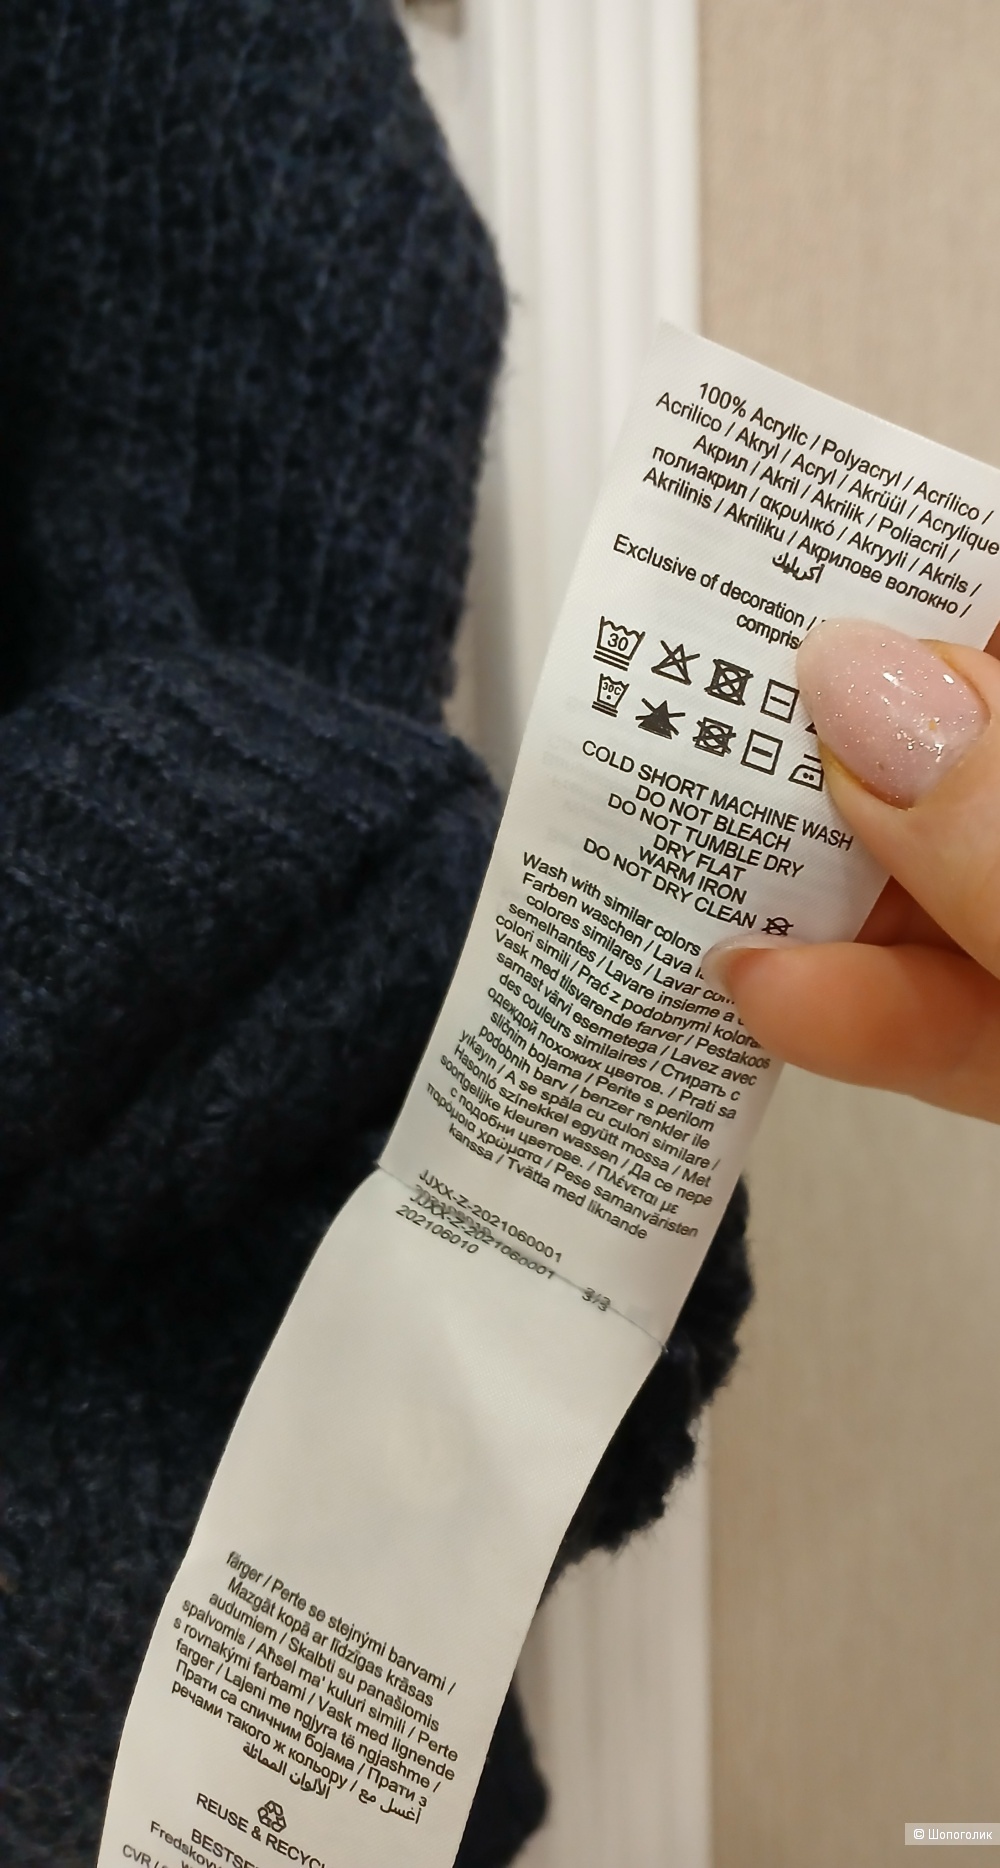 100% Acrylic / Polyacryl / Acrílico /
Acrilico / Akryl / Acryl / Akrüül / Acrylique
Акрил / Akril / Akrilik / Poliacril /
полиакрил / ακρυλικό / Akryyli / Akrils /
Akrilinis / Akriliku / Акрилове волокно /
أكريليك
Exclusive of decoration /
30
30C
COLD SHORT MACHINE WASH
DO NOT BLEACH
DO NOT TUMBLE DRY
DRY FLAT
WARM IRON
DO NOT DRY CLEAN
Wash with similar colors
Farben waschen / Lava
colores similares / Lavar
semelhantes / Lavare insieme a
colori simili / Prać z podobnymi
Vask med tilsvarende farver / Pestakoos
samast värvi esemetega / Lavez avec
des couleurs similaires / Стирать с
одеждой похожих цветов. / Prati sa
sličnim bojama / Perite s perilom
podobnih barv / benzer renkler ile
yıkayın / A se spăla cu culori similare /
Hasonló színekkel együtt mossa / Met
soortgelijke kleuren wassen / Да се пере
с подобни цветове. / Πλένεται με
παρόμοια χρώματα / Pese samanväristen
kanssa / Tvätta med liknande
JJXX-Z-2021060001
JJXX-Z-2021060001
202106010
3/3
färger / Perte se stejnými barvami /
Mazgāt kopā ar līdzīgas krāsas
audumiem / Skalbti su panašiomis
spalvomis / Aħsel ma' kuluri simili / Perte
s rovnakými farbami / Vask med lignende
farger / Lajeni me ngjyra të ngjashme /
Прати са сличним бојама / Прати з
речами такого ж кольору / اغسل مع
الألوان المماثلة
REUSE &
CVR /
© Шопоголик